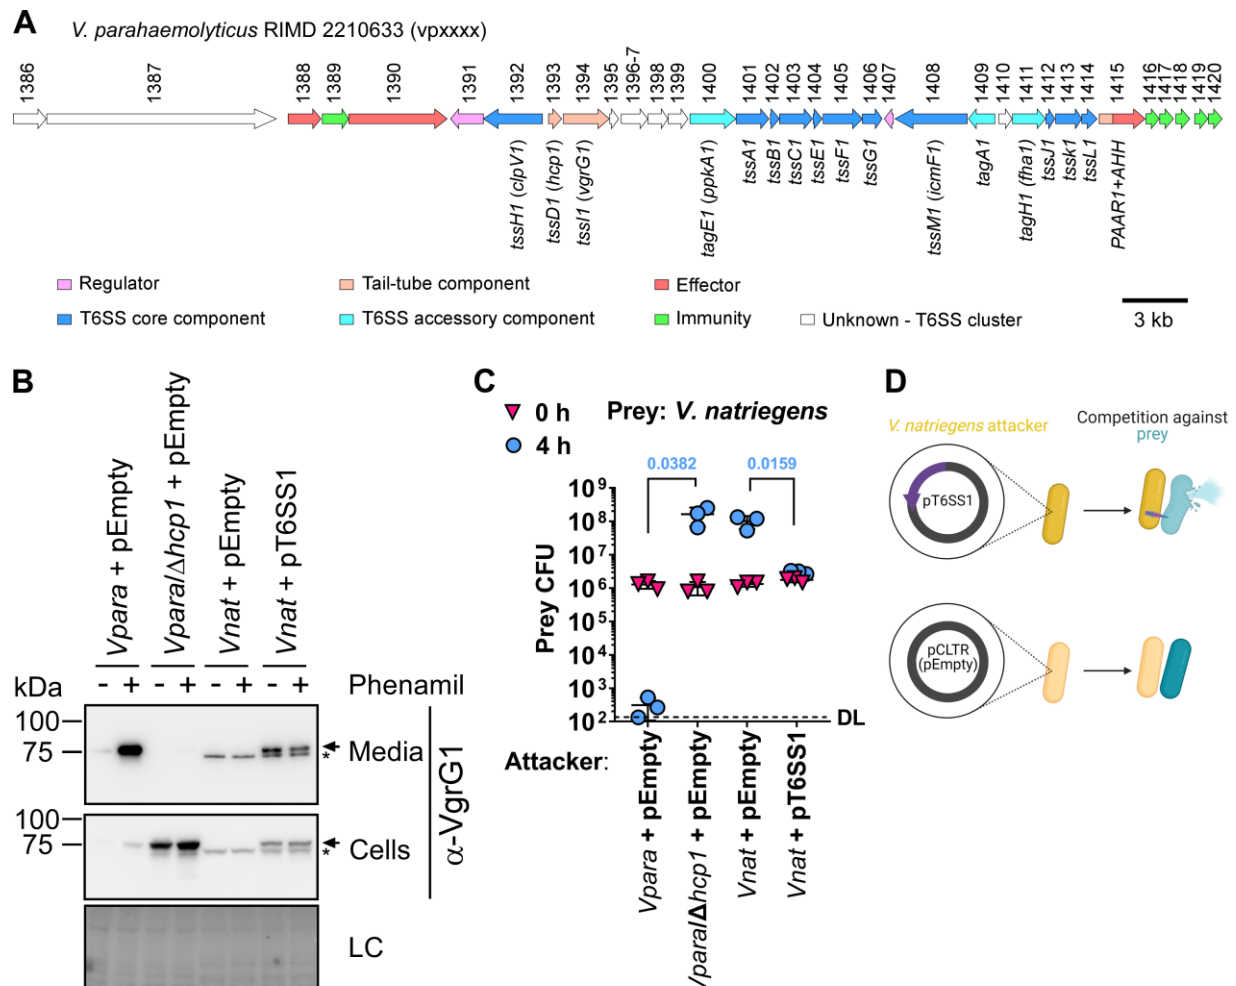 A
V. parahaemolyticus RIMD 2210633 (vpxxxx)
1386
1387
1388
1389
1390
1391
1392
1393
1394
1395
1396-7
1398
1399
1400
1401
1402
1403
1404
1405
1406
1407
1408
1409
1410
1411
1412
1413
1414
1415
1416
1417
1418
1419
1420
tssH1 (clpV1)
tssD1 (hcp1)
tssI1 (vgrG1)
tagE1 (ppkA1)
tssA1
tssB1
tssC1
tssE1
tssF1
tssG1
tssM1 (icmF1)
tagA1
tagH1 (fha1)
tssJ1
tssk1
tssL1
PAAR1+AHH
Regulator
Tail-tube component
Effector
T6SS core component
T6SS accessory component
Immunity
Unknown - T6SS cluster
3 kb
B
Vpara + pEmpty
Vpara/Δhcp1 + pEmpty
Vnat + pEmpty
Vnat + pT6SS1
kDa
- + - + - + - +
Phenamil
100
75
Media
*
100
75
Cells
*
α-VgrG1
LC
C
0 h
4 h
Prey: V. natriegens
0.0382
0.0159
Prey CFU
10⁹
10⁸
10⁷
10⁶
10⁵
10⁴
10³
10²
DL
Attacker:
Vpara + pEmpty
Vpara/Δhcp1 + pEmpty
Vnat + pEmpty
Vnat + pT6SS1
D
V. natriegens attacker
Competition against
prey
pT6SS1
pCLTR
(pEmpty)